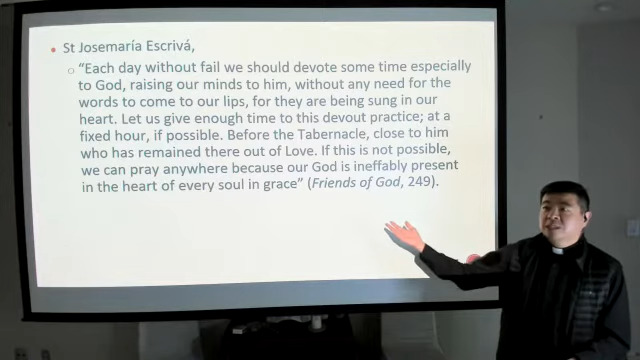 • St Josemaría Escrivá,
○ “Each day without fail we should devote some time especially
to God, raising our minds to him, without any need for the
words to come to our lips, for they are being sung in our
heart. Let us give enough time to this devout practice; at a
fixed hour, if possible. Before the Tabernacle, close to him
who has remained there out of Love. If this is not possible,
we can pray anywhere because our God is ineffably present
in the heart of every soul in grace” (Friends of God, 249).